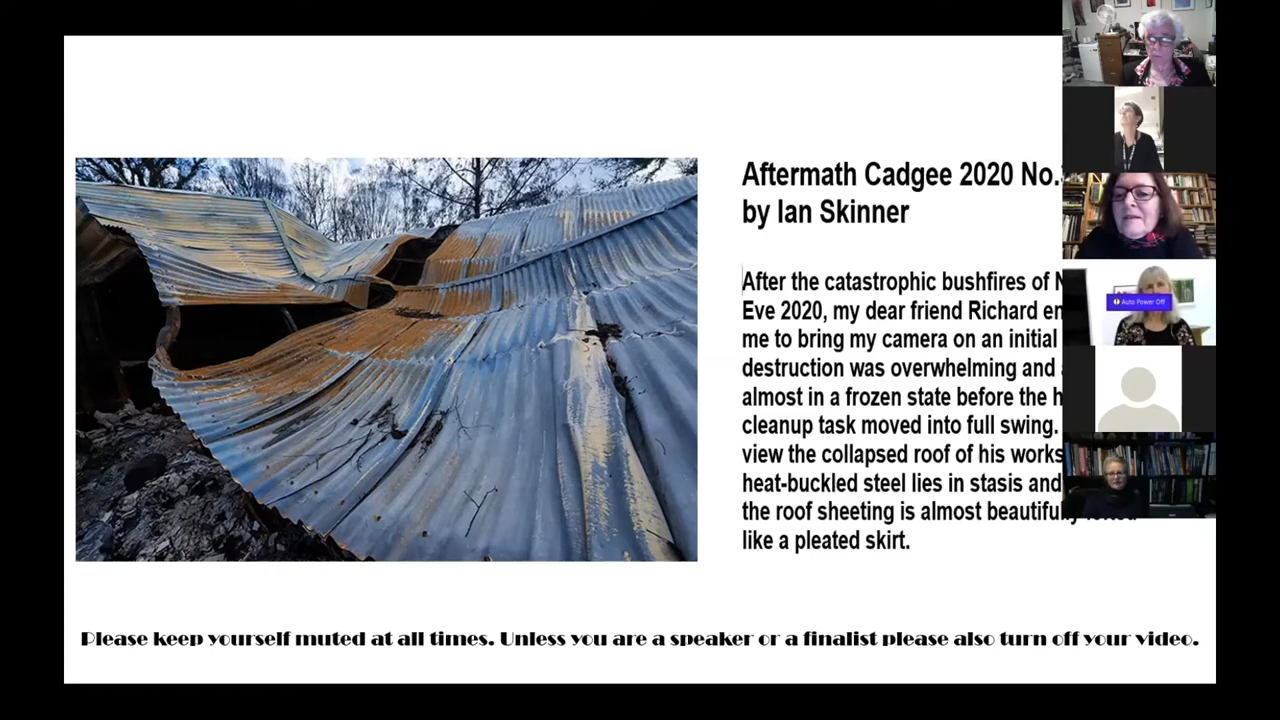 Aftermath Cadgee 2020 No.
by Ian Skinner
After the catastrophic bushfires of
Eve 2020, my dear friend Richard
me to bring my camera on an initial
destruction was overwhelming and
almost in a frozen state before the
cleanup task moved into full swing.
view the collapsed roof of his
heat-buckled steel lies in stasis and
the roof sheeting is almost beautifully
like a pleated skirt.
Auto Power Off
Please keep yourself muted at all times. Unless you are a speaker or a finalist please also turn off your video.